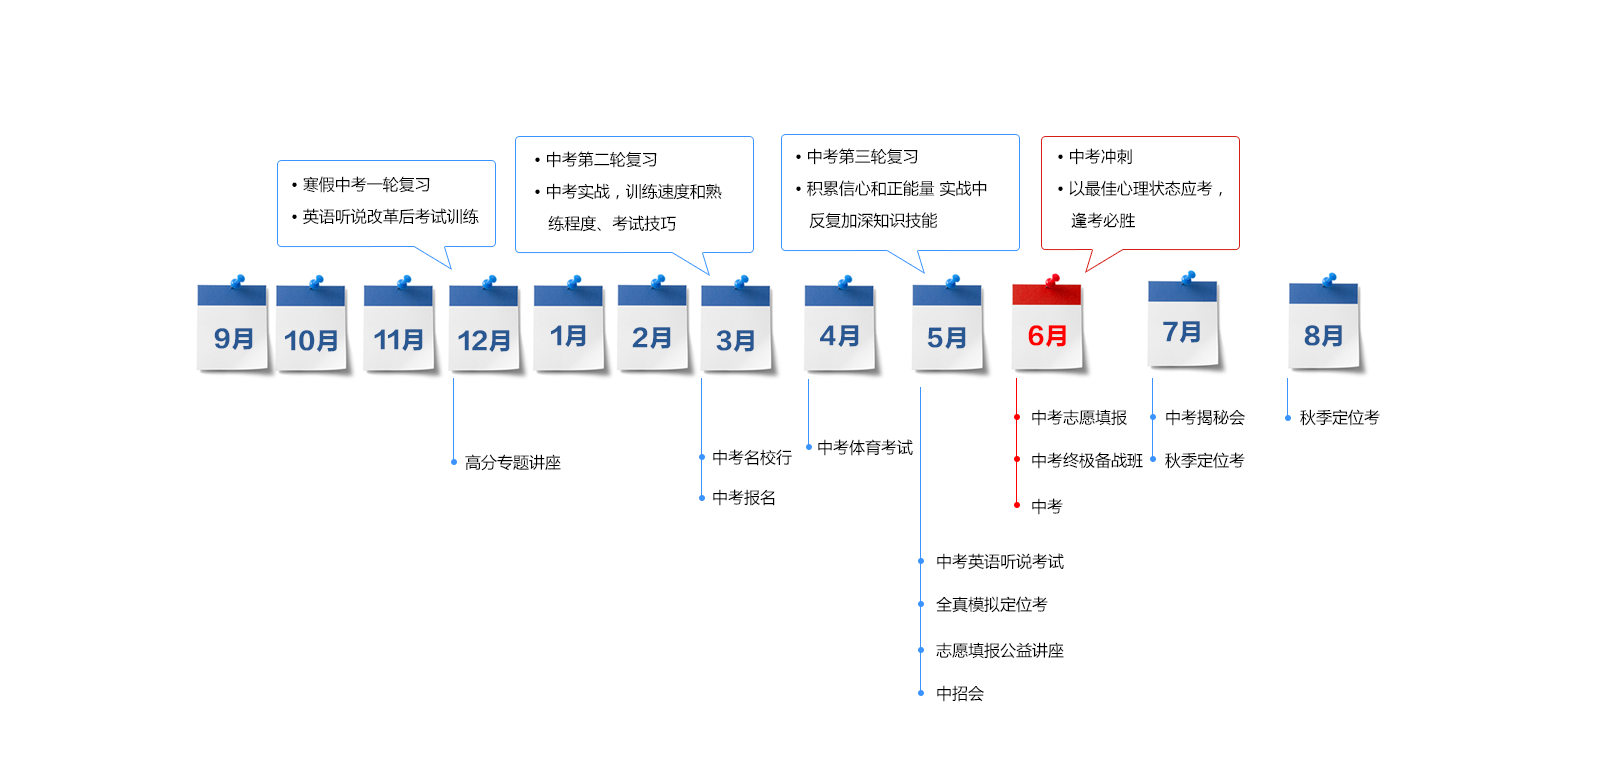 • 寒假中考一轮复习
• 英语听说改革后考试训练
• 中考第二轮复习
• 中考实战，训练速度和熟
练程度、考试技巧
• 中考第三轮复习
• 积累信心和正能量 实战中
反复加深知识技能
• 中考冲刺
• 以最佳心理状态应考，
逢考必胜
9月
10月
11月
12月
1月
2月
3月
4月
5月
6月
7月
8月
高分专题讲座
中考名校行
中考报名
中考体育考试
中考英语听说考试
全真模拟定位考
志愿填报公益讲座
中招会
中考志愿填报
中考终极备战班
中考
中考揭秘会
秋季定位考
秋季定位考